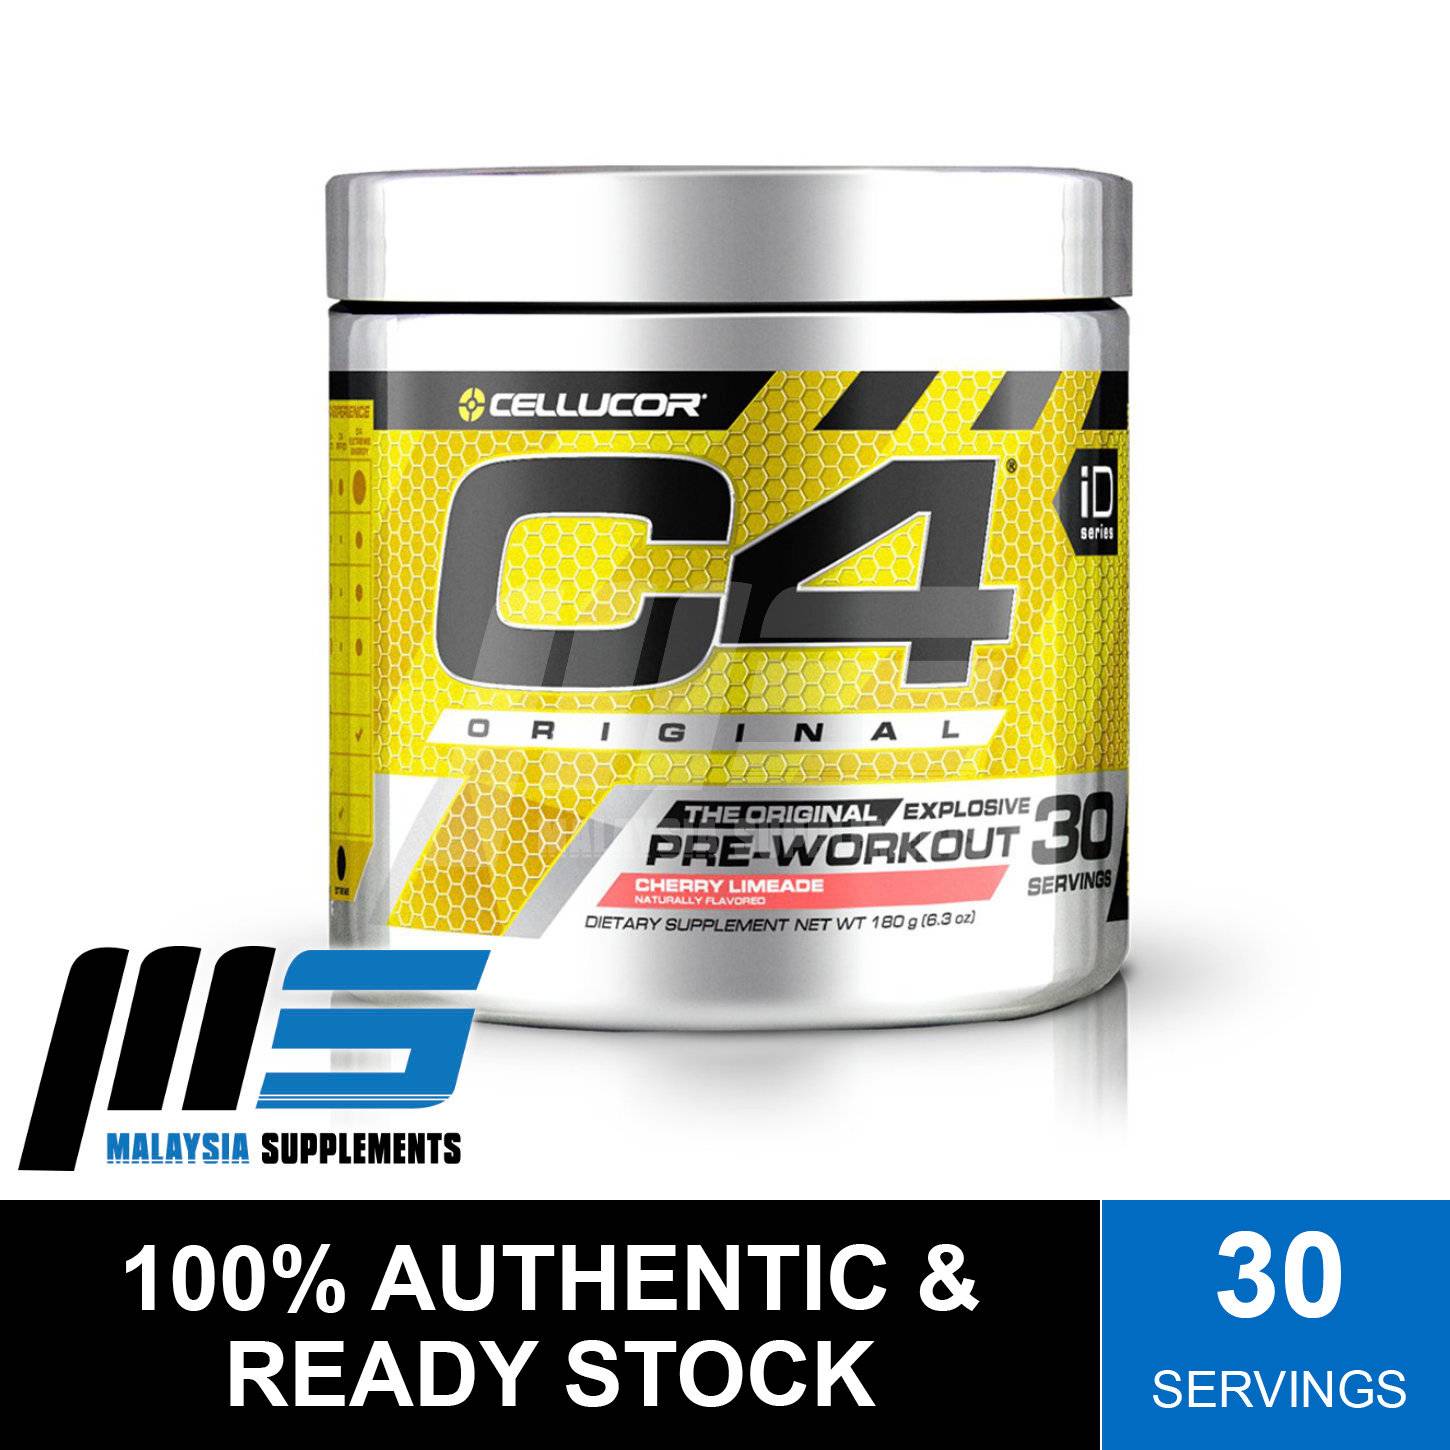 CELLUCOR
C4®
iD
series
ORIGINAL
THE ORIGINAL EXPLOSIVE
PRE-WORKOUT
30
SERVINGS
CHERRY LIMEADE
NATURALLY FLAVORED
DIETARY SUPPLEMENT NET WT 180 g (6.3 oz)
MS
MALAYSIA SUPPLEMENTS
100% AUTHENTIC &
READY STOCK
30
SERVINGS